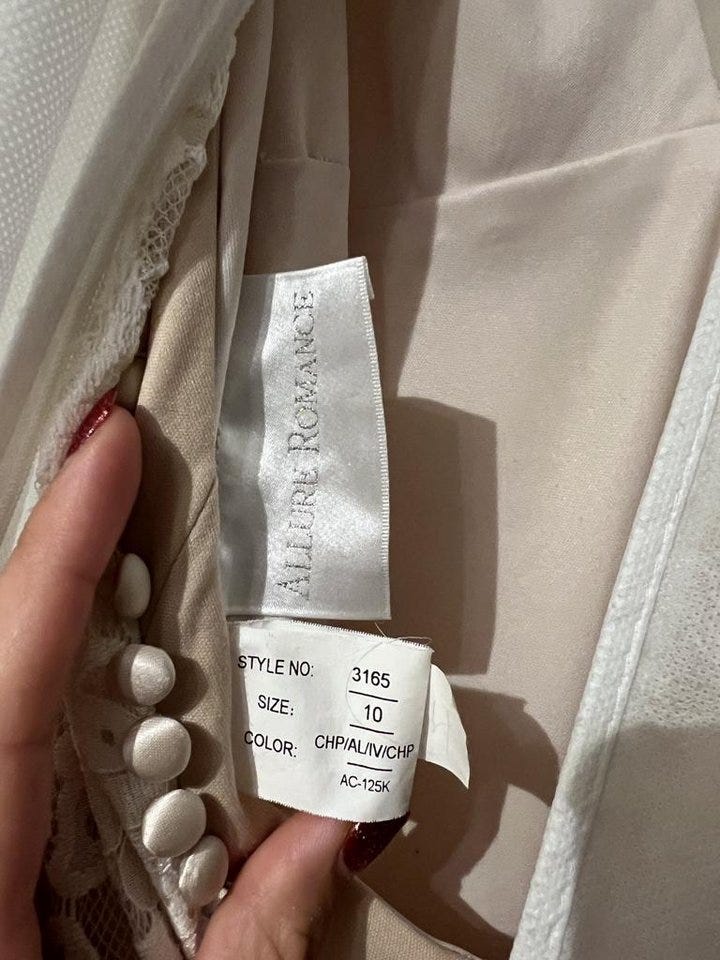 ALLURE ROMANCE
STYLE NO: 3165
SIZE: 10
COLOR: CHP/AL/IV/CHP
AC-125K